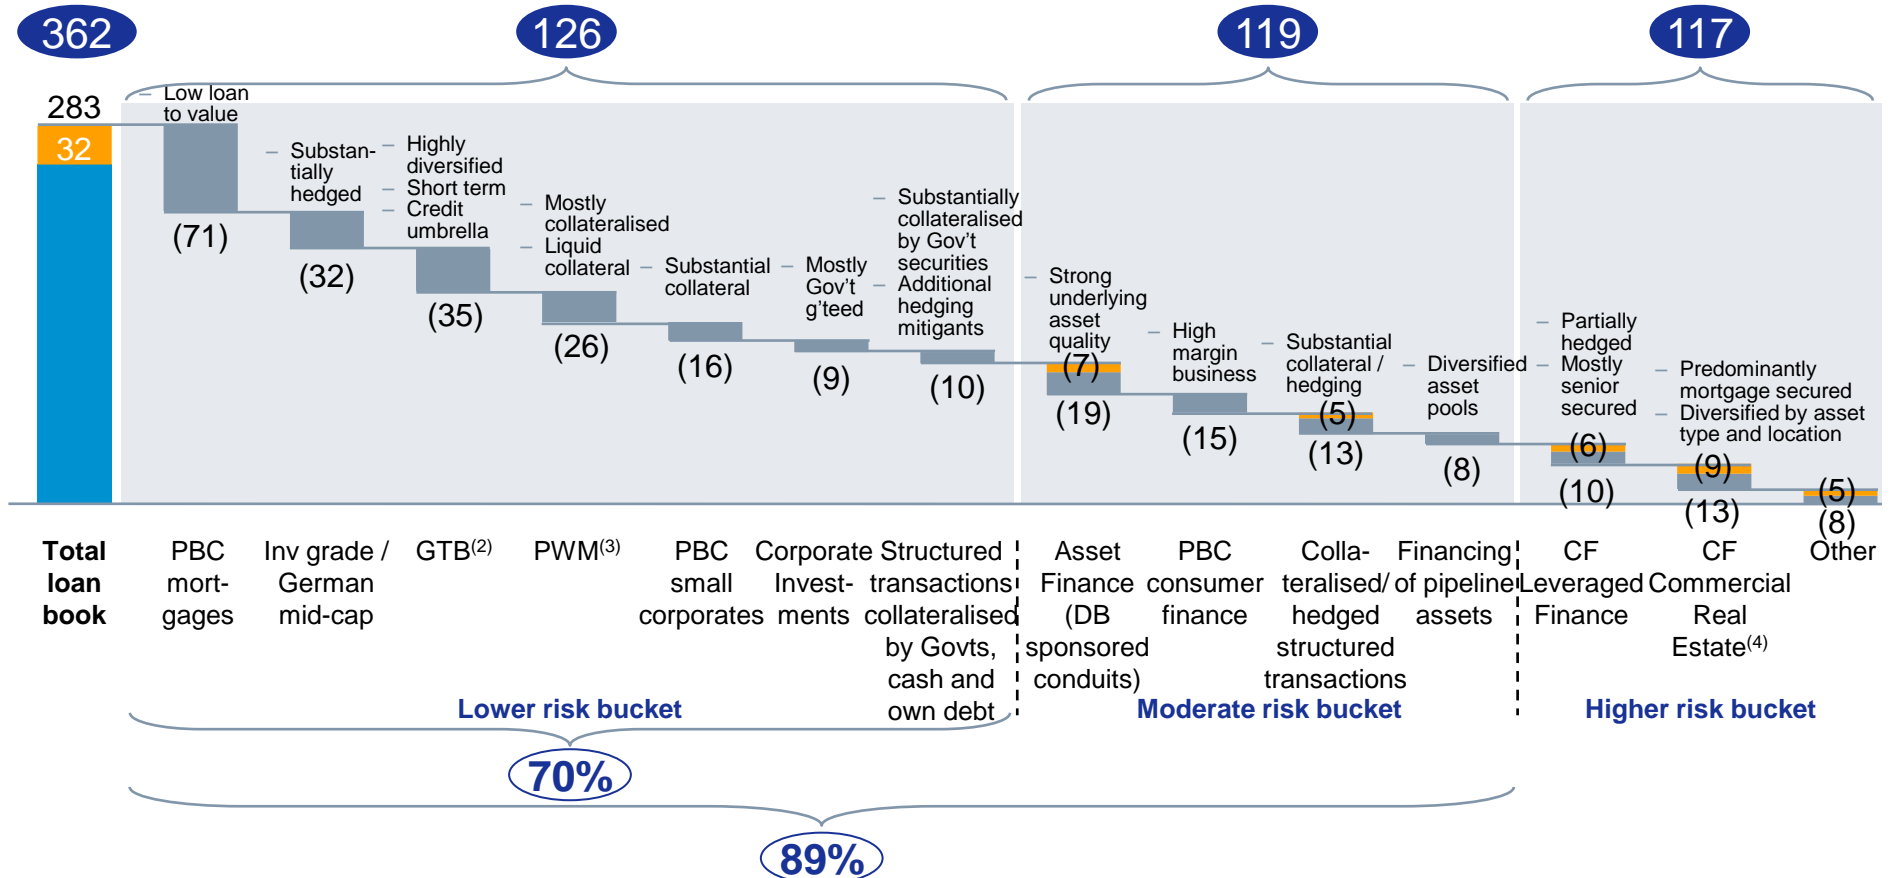 362
126
119
117
283
32
– Low loan
to value
(71)
– Substan-
tially
hedged
(32)
– Highly
diversified
– Short term
– Credit
umbrella
(35)
– Mostly
collateralised
– Liquid
collateral
(26)
– Substantial
collateral
(16)
– Mostly
Gov't
g'teed
(9)
– Substantially
collateralised
by Gov't
securities
– Additional
hedging
mitigants
(10)
– Strong
underlying
asset
quality
(7)
(19)
– High
margin
business
(15)
– Substantial
collateral /
hedging
(5)
(13)
– Diversified
asset
pools
(8)
– Partially
hedged
– Mostly
senior
secured
(6)
(10)
– Predominantly
mortgage secured
– Diversified by asset
type and location
(9)
(13)
(5)
(8)
Total
loan
book
PBC
mort-
gages
Inv grade /
German
mid-cap
GTB(2)
PWM(3)
PBC
small
corporates
Corporate
Invest-
ments
Structured
transactions
collateralised
by Govts,
cash and
own debt
Asset
Finance
(DB
sponsored
conduits)
PBC
consumer
finance
Colla-
teralised/
hedged
structured
transactions
Financing
of pipeline
assets
CF
Leveraged
Finance
CF
Commercial
Real
Estate(4)
Other
Lower risk bucket
Moderate risk bucket
Higher risk bucket
70%
89%